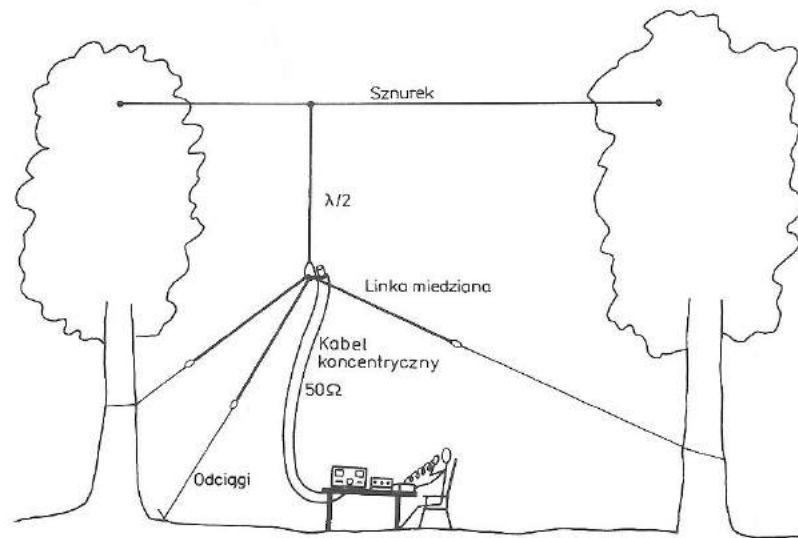 Sznurek
λ/2
Linka miedziana
Kabel
koncentryczny
50Ω
Odciągi